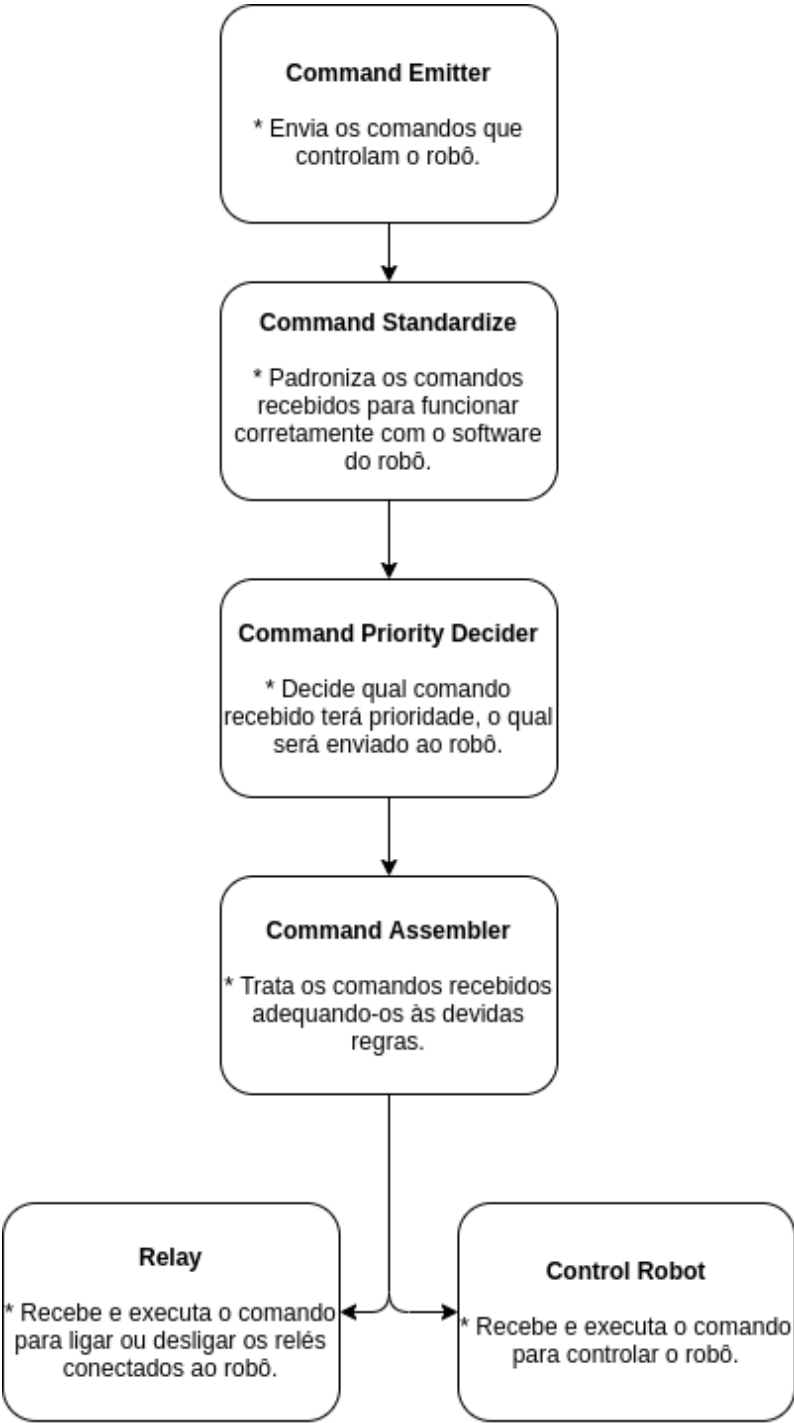 Command Emitter
* Envia os comandos que
controlam o robô.
Command Standardize
* Padroniza os comandos
recebidos para funcionar
corretamente com o software
do robô.
Command Priority Decider
* Decide qual comando
recebido terá prioridade, o qual
será enviado ao robô.
Command Assembler
* Trata os comandos recebidos
adequando-os às devidas
regras.
Relay
* Recebe e executa o comando
para ligar ou desligar os relés
conectados ao robô.
Control Robot
* Recebe e executa o comando
para controlar o robô.